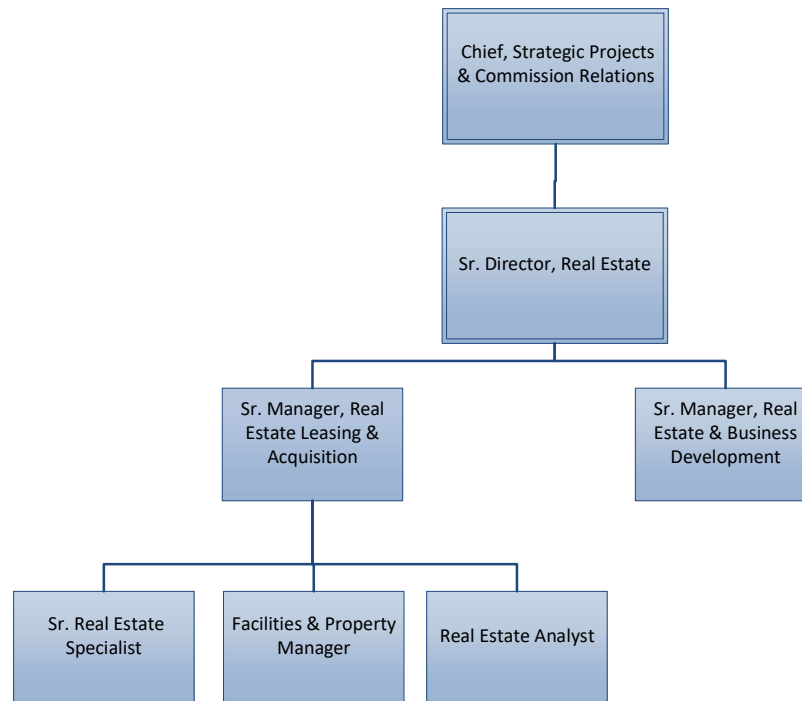 Chief, Strategic Projects
& Commission Relations
Sr. Director, Real Estate
Sr. Manager, Real
Estate Leasing &
Acquisition
Sr. Manager, Real
Estate & Business
Development
Sr. Real Estate
Specialist
Facilities & Property
Manager
Real Estate Analyst